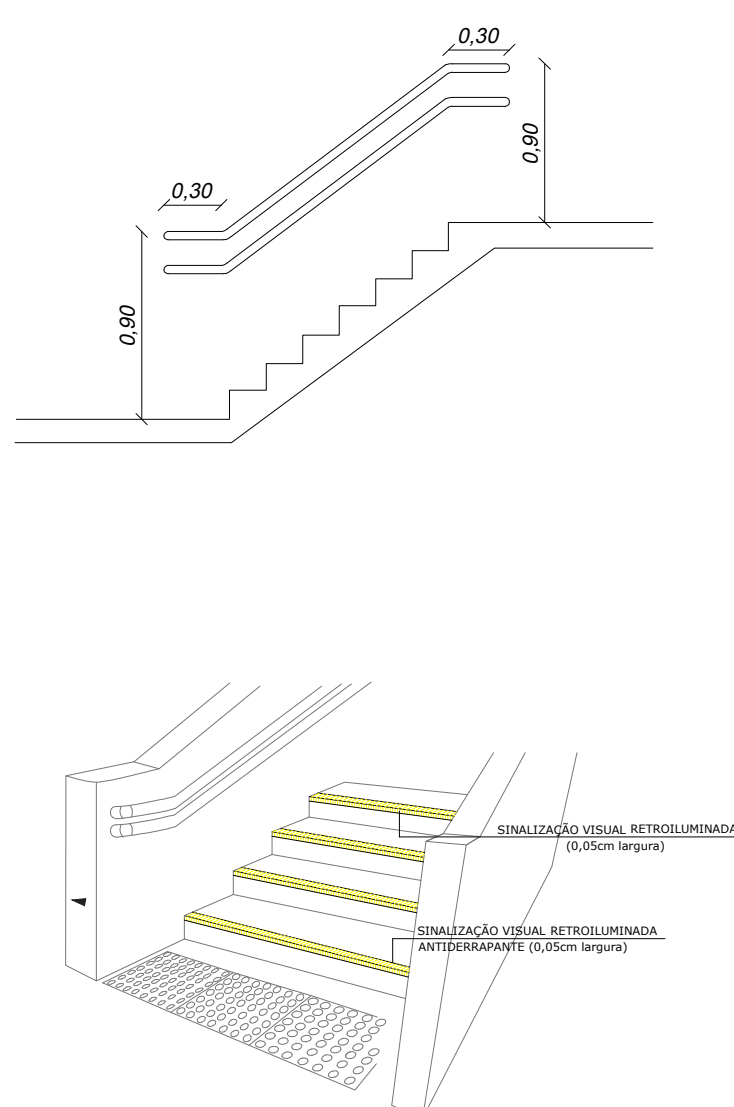 0,30
0,30
0,90
0,90
SINALIZAÇÃO VISUAL RETROILUMINADA
(0,05cm largura)
SINALIZAÇÃO VISUAL RETROILUMINADA
ANTIDERRAPANTE (0,05cm largura)